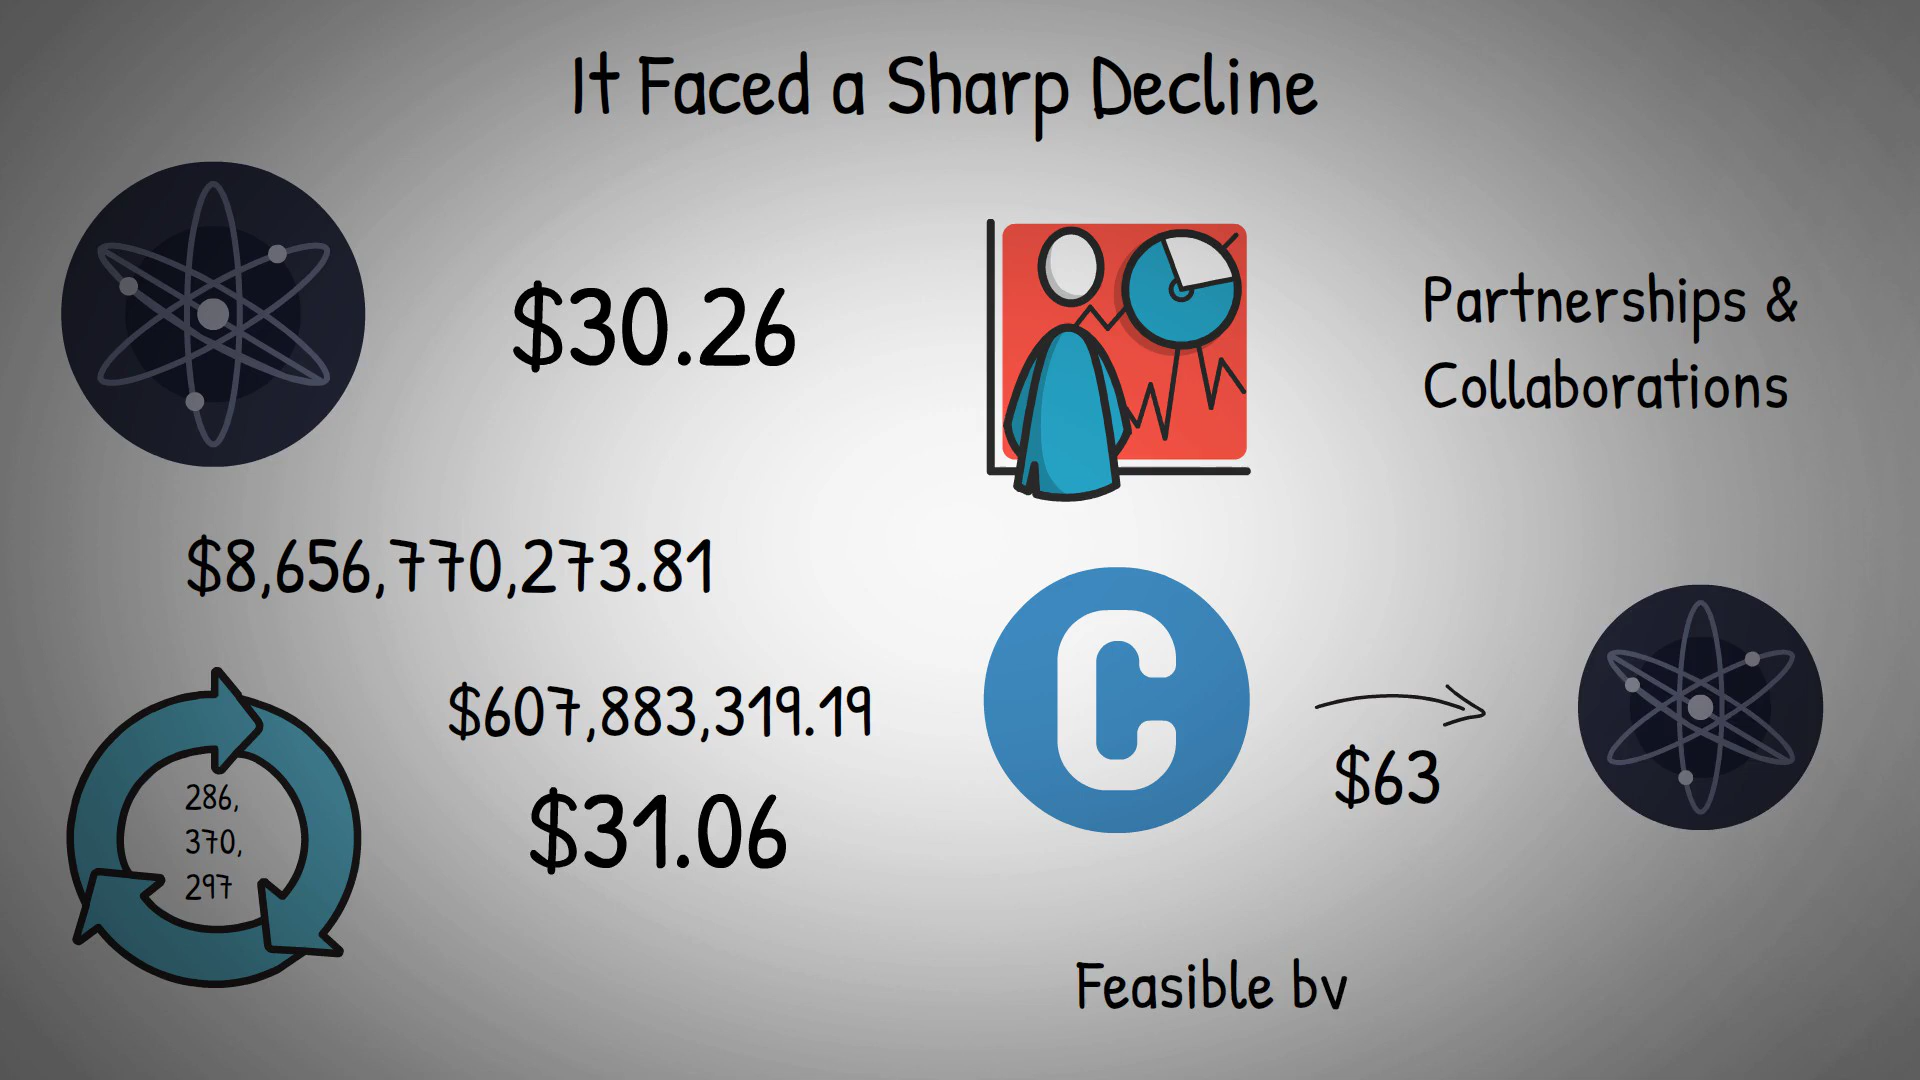 It Faced a Sharp Decline
$30.26
Partnerships &
Collaborations
$8,656,770,273.81
$607,883,319.19
$31.06
286,
370,
297
C
$63
Feasible bv